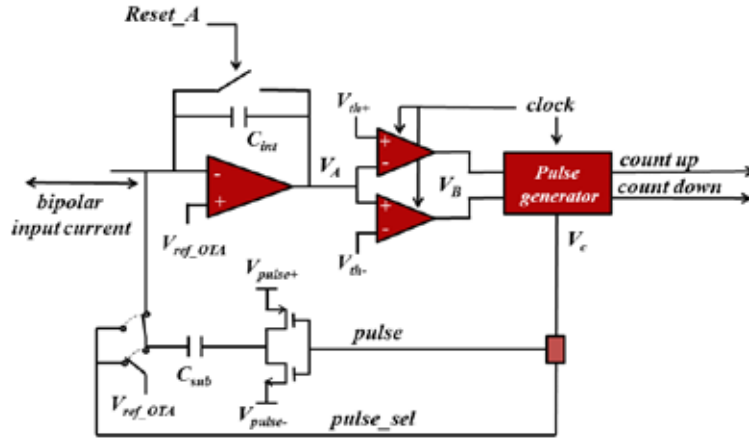 Reset_A
C_int
V_th+
clock
V_A
V_B
+
-
+
-
-
+
Pulse
generator
count up
count down
bipolar
input current
V_ref_OTA
V_th-
V_c
V_pulse+
pulse
C_sub
V_ref_OTA
V_pulse-
pulse_sel